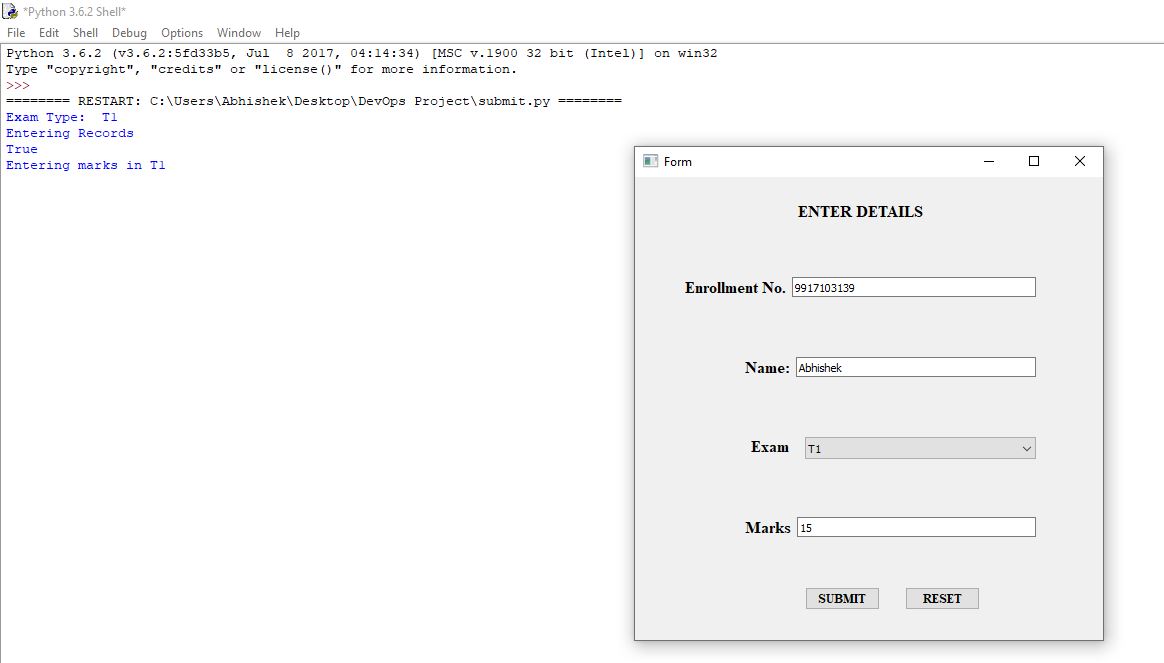 *Python 3.6.2 Shell*
File Edit Shell Debug Options Window Help
Python 3.6.2 (v3.6.2:5fd33b5, Jul  8 2017, 04:14:34) [MSC v.1900 32 bit (Intel)] on win32
Type "copyright", "credits" or "license()" for more information.
>>>
======== RESTART: C:\Users\Abhishek\Desktop\DevOps Project\submit.py ========
Exam Type:  T1
Entering Records
True
Entering marks in T1
Form
ENTER DETAILS
Enrollment No. 9917103139
Name: Abhishek
Exam T1
Marks 15
SUBMIT RESET